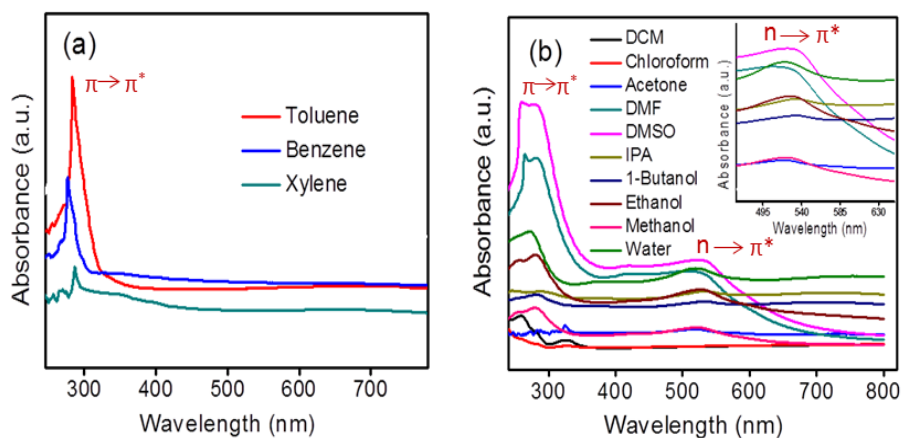 (a)
π→π*
Toluene
Benzene
Xylene
Absorbance (a.u.)
300 400 500 600 700
Wavelength (nm)
(b)
π→π*
DCM
Chloroform
Acetone
DMF
DMSO
IPA
1-Butanol
Ethanol
Methanol
Water
n → π*
Absorbance (a.u.)
300 400 500 600 700 800
Wavelength (nm)
n → π*
Absorbance (a.u.)
495 540 585 630
Wavelength (nm)